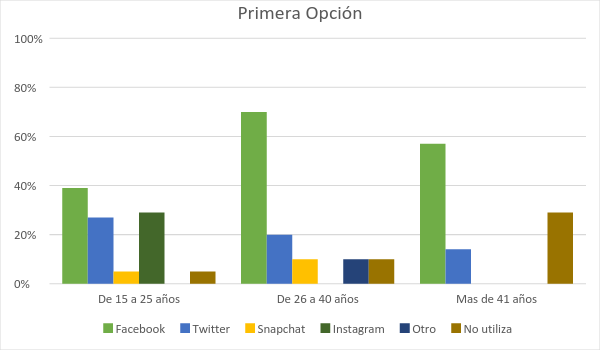 Primera Opción
100%
80%
60%
40%
20%
0%
De 15 a 25 años De 26 a 40 años Mas de 41 años
Facebook Twitter Snapchat Instagram Otro No utiliza